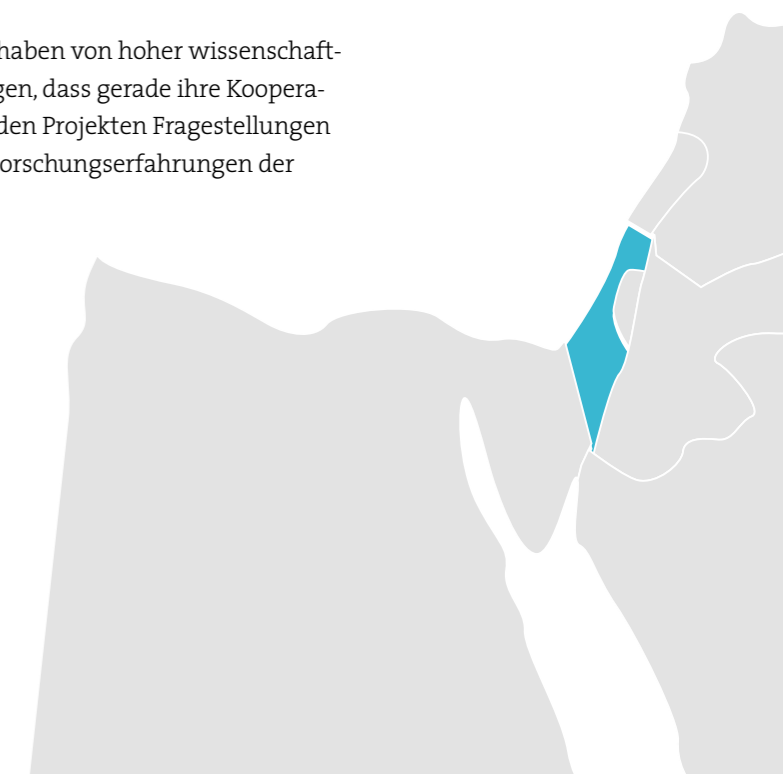 haben von hoher wissenschaft-
gen, dass gerade ihre Koopera-
den Projekten Fragestellungen
orschungserfahrungen der